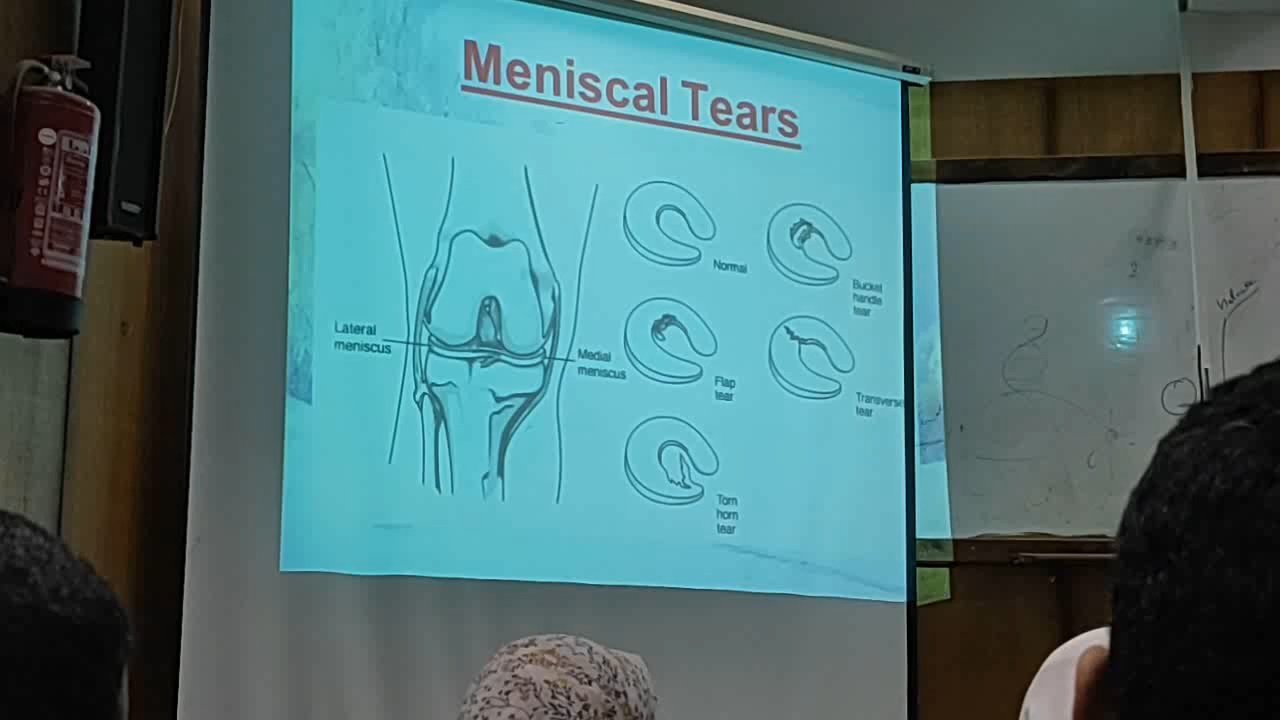 Meniscal Tears
Lateral
meniscus
Medial
meniscus
Normal
Bucket
handle
tear
Flap
tear
Transverse
tear
Torn
horn
tear